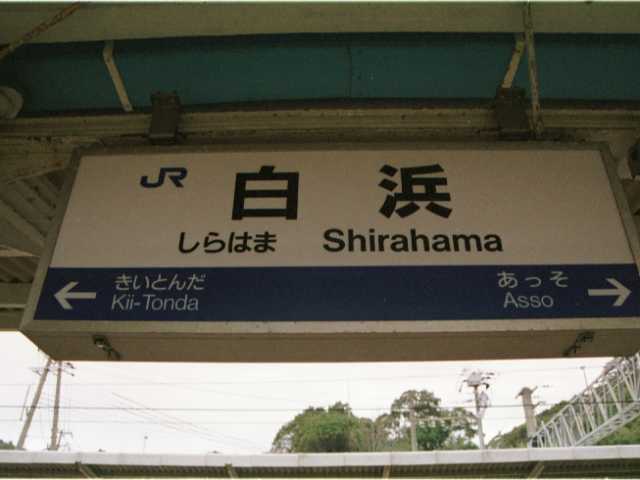 JR 白浜
しらはま Shirahama
きいとんだ
Kii-Tonda
あっそ
Asso